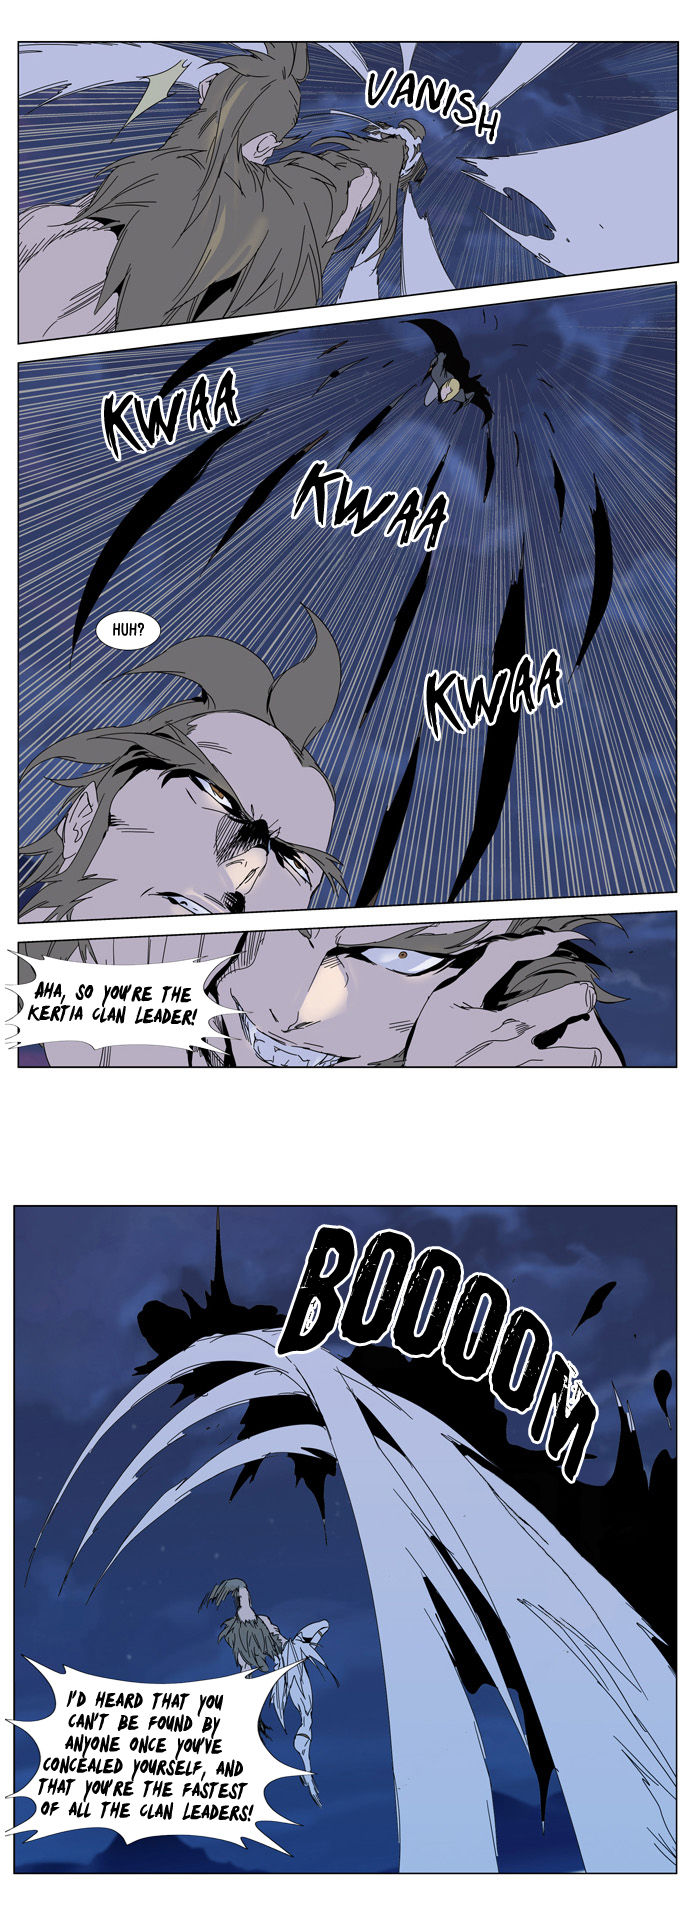 VANISH
KWAA
KWAA
HUH?
KWAA
AHA, SO YOU'RE THE
KERTIA CLAN LEADER!
BOOOOOM
I'D HEARD THAT YOU
CAN'T BE FOUND BY
ANYONE ONCE YOU'VE
CONCEALED YOURSELF, AND
THAT YOU'RE THE FASTEST
OF ALL THE CLAN LEADERS!